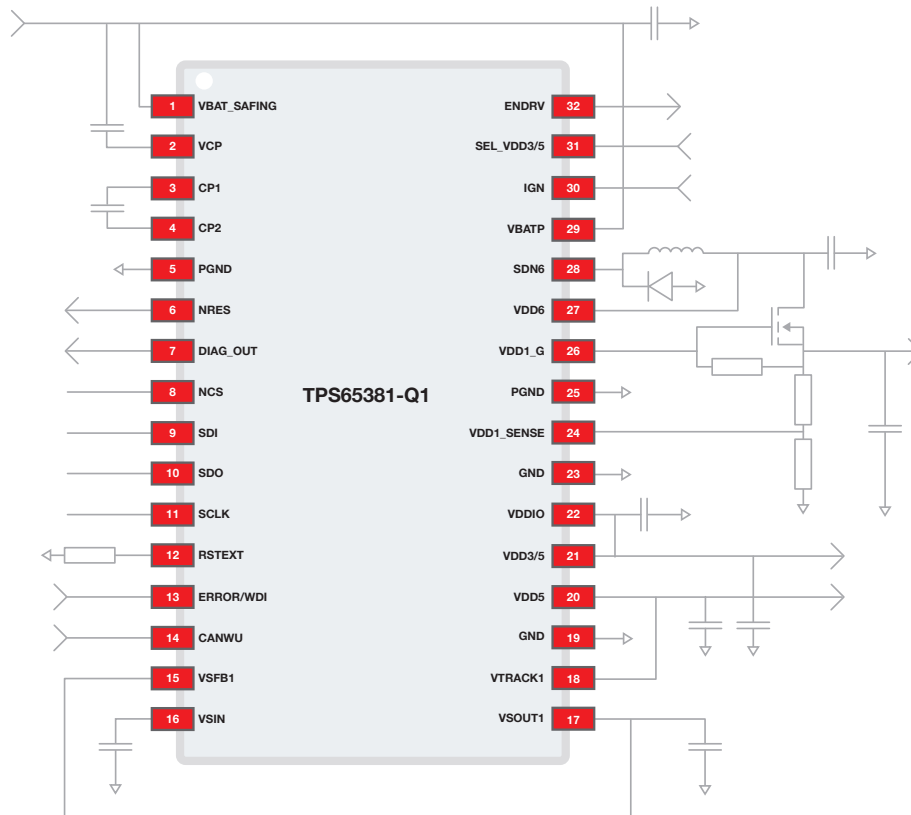 1 VBAT_SAFING
2 VCP
3 CP1
4 CP2
5 PGND
6 NRES
7 DIAG_OUT
8 NCS
9 SDI
10 SDO
11 SCLK
12 RSTEXT
13 ERROR/WDI
14 CANWU
15 VSFB1
16 VSIN
TPS65381-Q1
ENDRV 32
SEL_VDD3/5 31
IGN 30
VBATP 29
SDN6 28
VDD6 27
VDD1_G 26
PGND 25
VDD1_SENSE 24
GND 23
VDDIO 22
VDD3/5 21
VDD5 20
GND 19
VTRACK1 18
VSOUT1 17